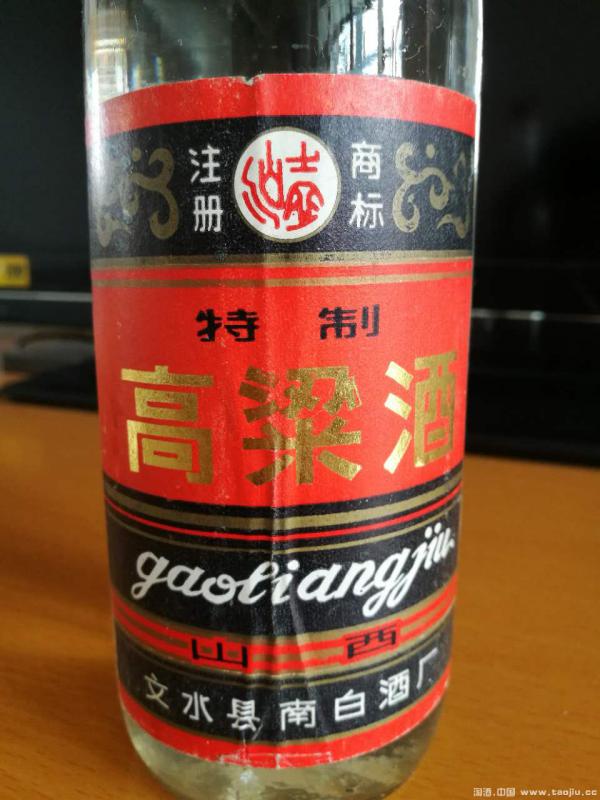 注册 商标
特制
高粱酒
gaoliangjiu
山西
文水县南白酒厂
淘酒.中国 www.taojiu.cc